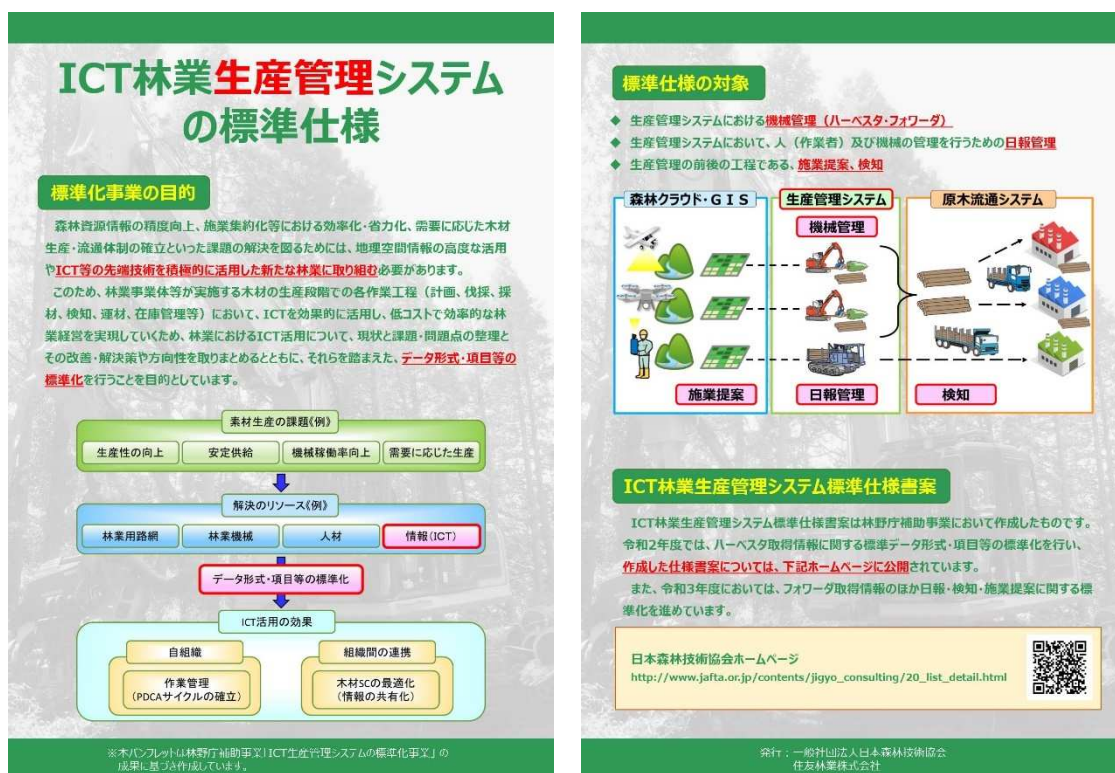 ICT林業生産管理システム
の標準仕様
標準化事業の目的
森林資源情報の精度向上、施業集約化等における効率化・省力化、需要に応じた木材
生産・流通体制の確立といった課題の解決を図るためには、地理空間情報の高度な活用
やICT等の先端技術を積極的に活用した新たな林業に取り組む必要があります。
このため、林業事業体等が実施する木材の生産段階での各作業工程（計画、伐採、採
材、検知、運材、在庫管理等）において、ICTを効果的に活用し、低コストで効率的な林
業経営を実現していくため、林業におけるICT活用について、現状と課題・問題点の整理と
その改善・解決策や方向性を取りまとめるとともに、それらを踏まえた、データ形式・項目等の
標準化を行うことを目的としています。
素材生産の課題《例》
生産性の向上 安定供給 機械稼働率向上 需要に応じた生産
解決のリソース《例》
林業用路網 林業機械 人材 情報(ICT)
データ形式・項目等の標準化
ICT活用の効果
自組織 組織間の連携
作業管理 木材SCの最適化
(PDCAサイクルの確立) (情報の共有化)
※本パンフレットは林野庁補助事業「ICT生産管理システムの標準化事業」の
成果に基づき作成しています。
標準仕様の対象
◆ 生産管理システムにおける機械管理（ハーベスタ・フォワーダ）
◆ 生産管理システムにおいて、人（作業者）及び機械の管理を行うための日報管理
◆ 生産管理の前後の工程である、施業提案、検知
森林クラウド・GIS 生産管理システム 原木流通システム
機械管理
施業提案 日報管理 検知
ICT林業生産管理システム標準仕様書案
ICT林業生産管理システム標準仕様書案は林野庁補助事業において作成したものです。
令和2年度では、ハーベスタ取得情報に関する標準データ形式・項目等の標準化を行い、
作成した仕様書案については、下記ホームページに公開されています。
また、令和3年度においては、フォワーダ取得情報のほか日報・検知・施業提案に関する標
準化を進めています。
日本森林技術協会ホームページ
http://www.jafta.or.jp/contents/jigyo_consulting/20_list_detail.html
発行：一般社団法人日本森林技術協会
住友林業株式会社